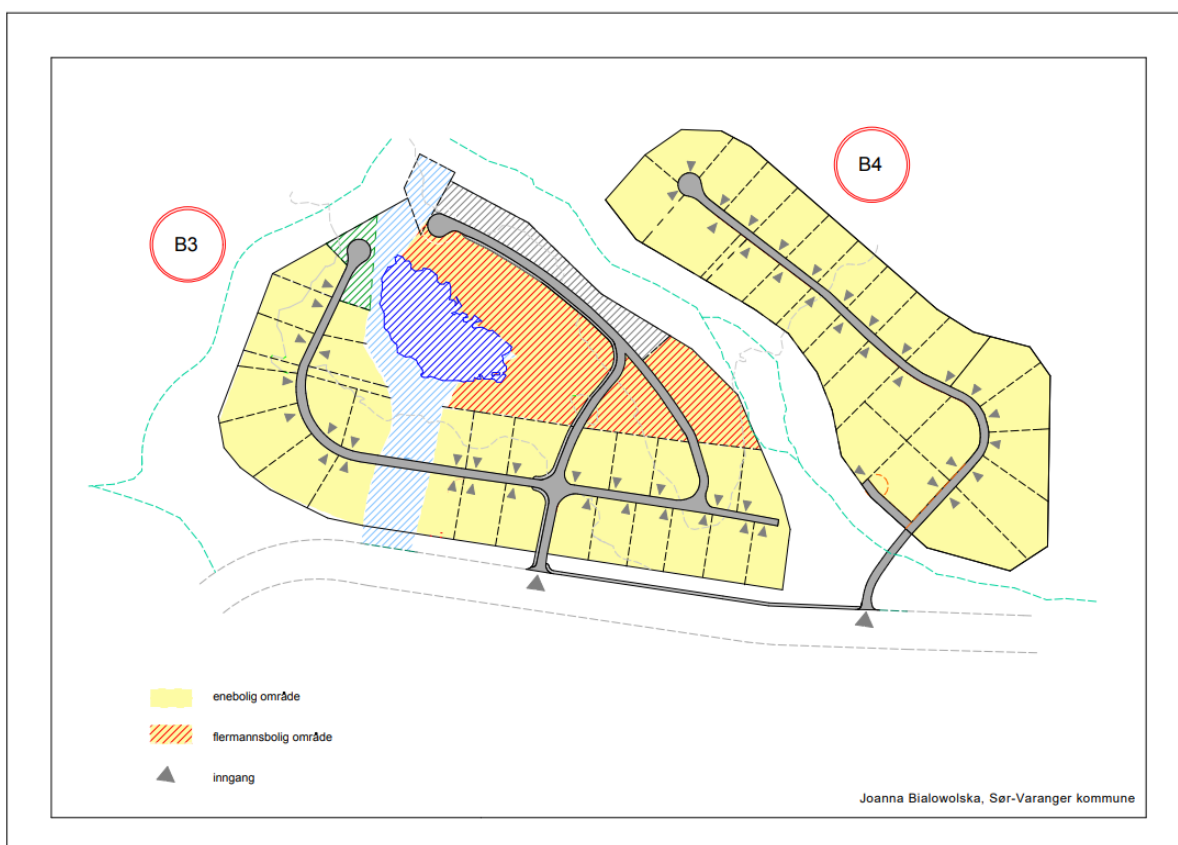 B4
B3
enebolig område
flermannsbolig område
inngang
Joanna Bialowolska, Sør-Varanger kommune